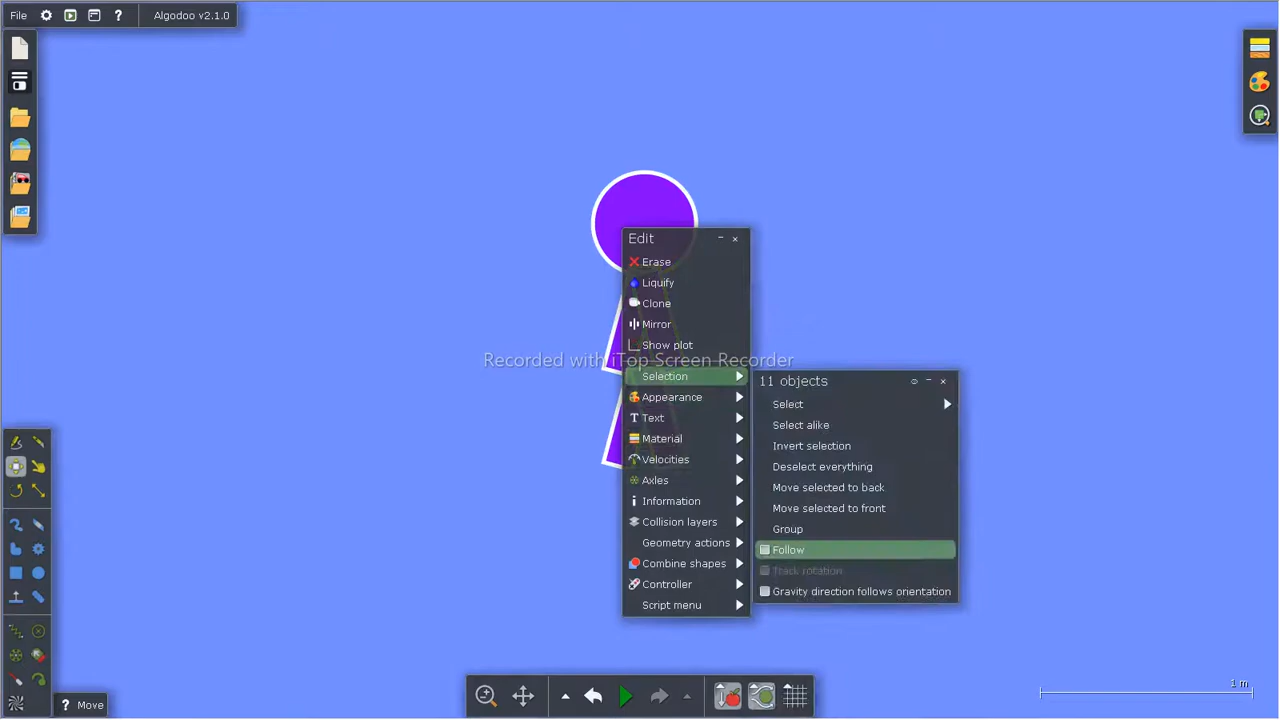 File
?
Algodoo v2.1.0
Edit
Erase
Liquify
Clone
Mirror
Show plot
Recorded with iTop Screen Recorder
Selection
Appearance
Text
Material
Velocities
Axles
Information
Collision layers
Geometry actions
Combine shapes
Controller
Script menu
11 objects
Select
Select alike
Invert selection
Deselect everything
Move selected to back
Move selected to front
Group
Follow
Track rotation
Gravity direction follows orientation
? Move
1 m